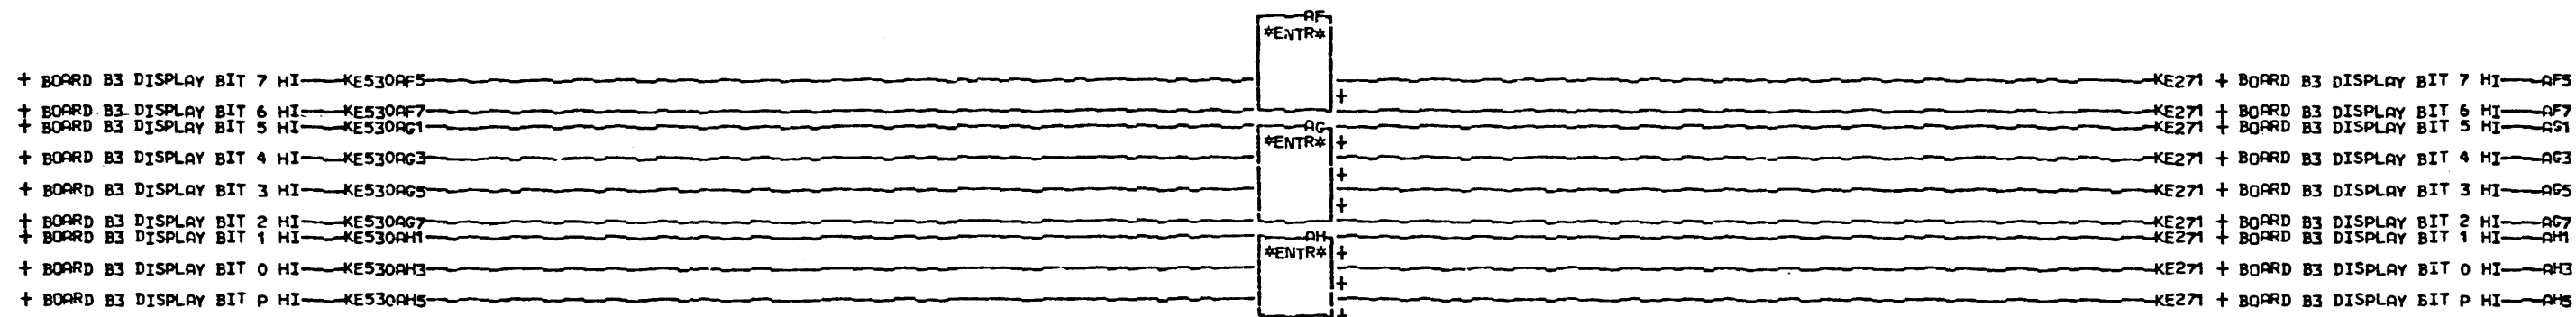 AF
*ENTR*
+ BOARD B3 DISPLAY BIT 7 HI KE530AF5 KE271 + BOARD B3 DISPLAY BIT 7 HI AF5
+
+ BOARD B3 DISPLAY BIT 6 HI KE530AF7 KE271 + BOARD B3 DISPLAY BIT 6 HI AF7
+ BOARD B3 DISPLAY BIT 5 HI KE530AG1 AG KE271 + BOARD B3 DISPLAY BIT 5 HI AG1
*ENTR* +
+ BOARD B3 DISPLAY BIT 4 HI KE530AG3 KE271 + BOARD B3 DISPLAY BIT 4 HI AG3
+
+ BOARD B3 DISPLAY BIT 3 HI KE530AG5 KE271 + BOARD B3 DISPLAY BIT 3 HI AG5
+
+ BOARD B3 DISPLAY BIT 2 HI KE530AG7 KE271 + BOARD B3 DISPLAY BIT 2 HI AG7
+ BOARD B3 DISPLAY BIT 1 HI KE530AH1 AH KE271 + BOARD B3 DISPLAY BIT 1 HI AH1
*ENTR* +
+ BOARD B3 DISPLAY BIT 0 HI KE530AH3 KE271 + BOARD B3 DISPLAY BIT 0 HI AH3
+
+ BOARD B3 DISPLAY BIT P HI KE530AH5 KE271 + BOARD B3 DISPLAY BIT P HI AH5
+